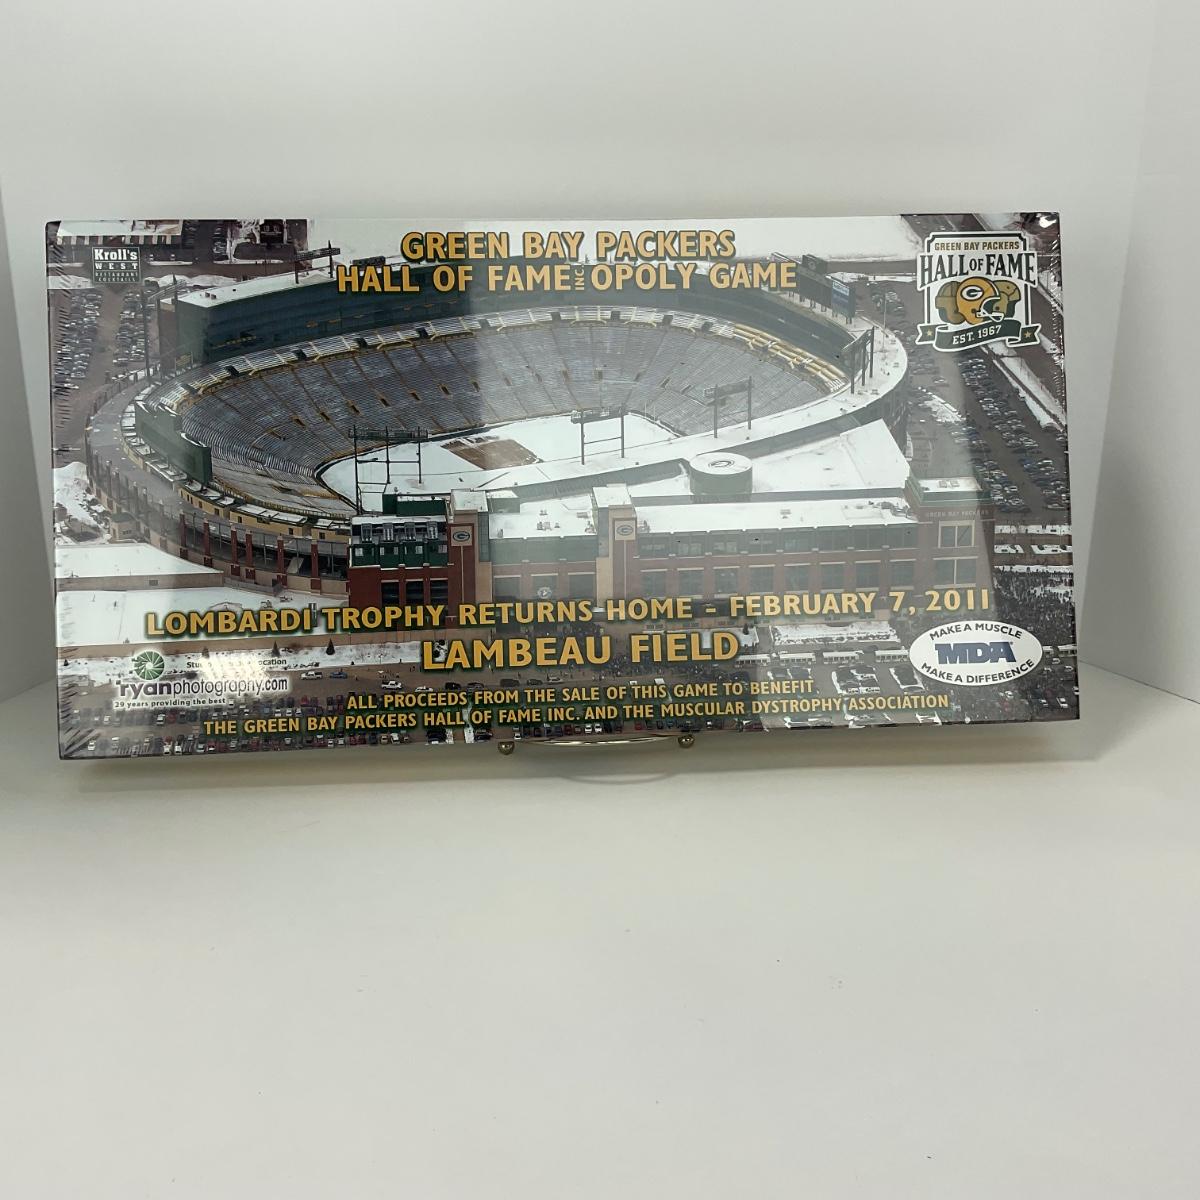 Kroll's
WEST
GREEN BAY PACKERS
HALL OF FAME INC. OPOLY GAME
GREEN BAY PACKERS
HALL OF FAME
G
EST. 1967
GREEN BAY PACKERS
LOMBARDI TROPHY RETURNS HOME - FEBRUARY 7, 2011
LAMBEAU FIELD
ryanphotography.com
29 years providing the best
MAKE A MUSCLE
MDA
MAKE A DIFFERENCE
ALL PROCEEDS FROM THE SALE OF THIS GAME TO BENEFIT
THE GREEN BAY PACKERS HALL OF FAME INC. AND THE MUSCULAR DYSTROPHY ASSOCIATION